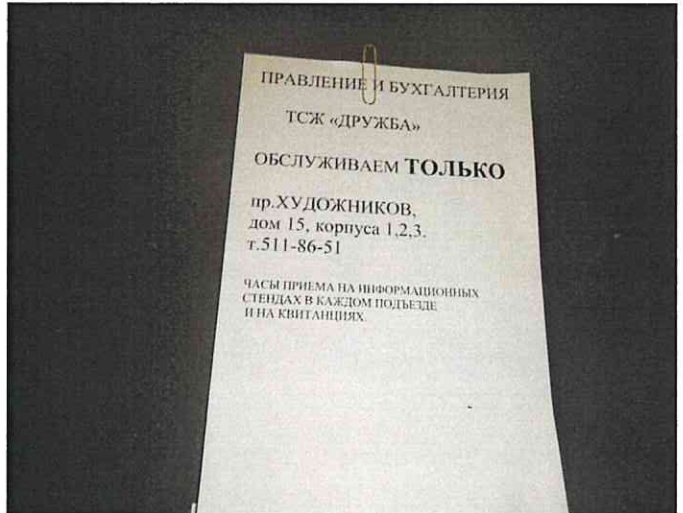 ПРАВЛЕНИЕ И БУХГАЛТЕРИЯ
ТСЖ «ДРУЖБА»
ОБСЛУЖИВАЕМ ТОЛЬКО
пр.ХУДОЖНИКОВ,
дом 15, корпуса 1,2,3.
т.511-86-51
ЧАСЫ ПРИЕМА НА ИНФОРМАЦИОННЫХ
СТЕНДАХ В КАЖДОМ ПОДЪЕЗДЕ
И НА КВИТАНЦИЯХ.